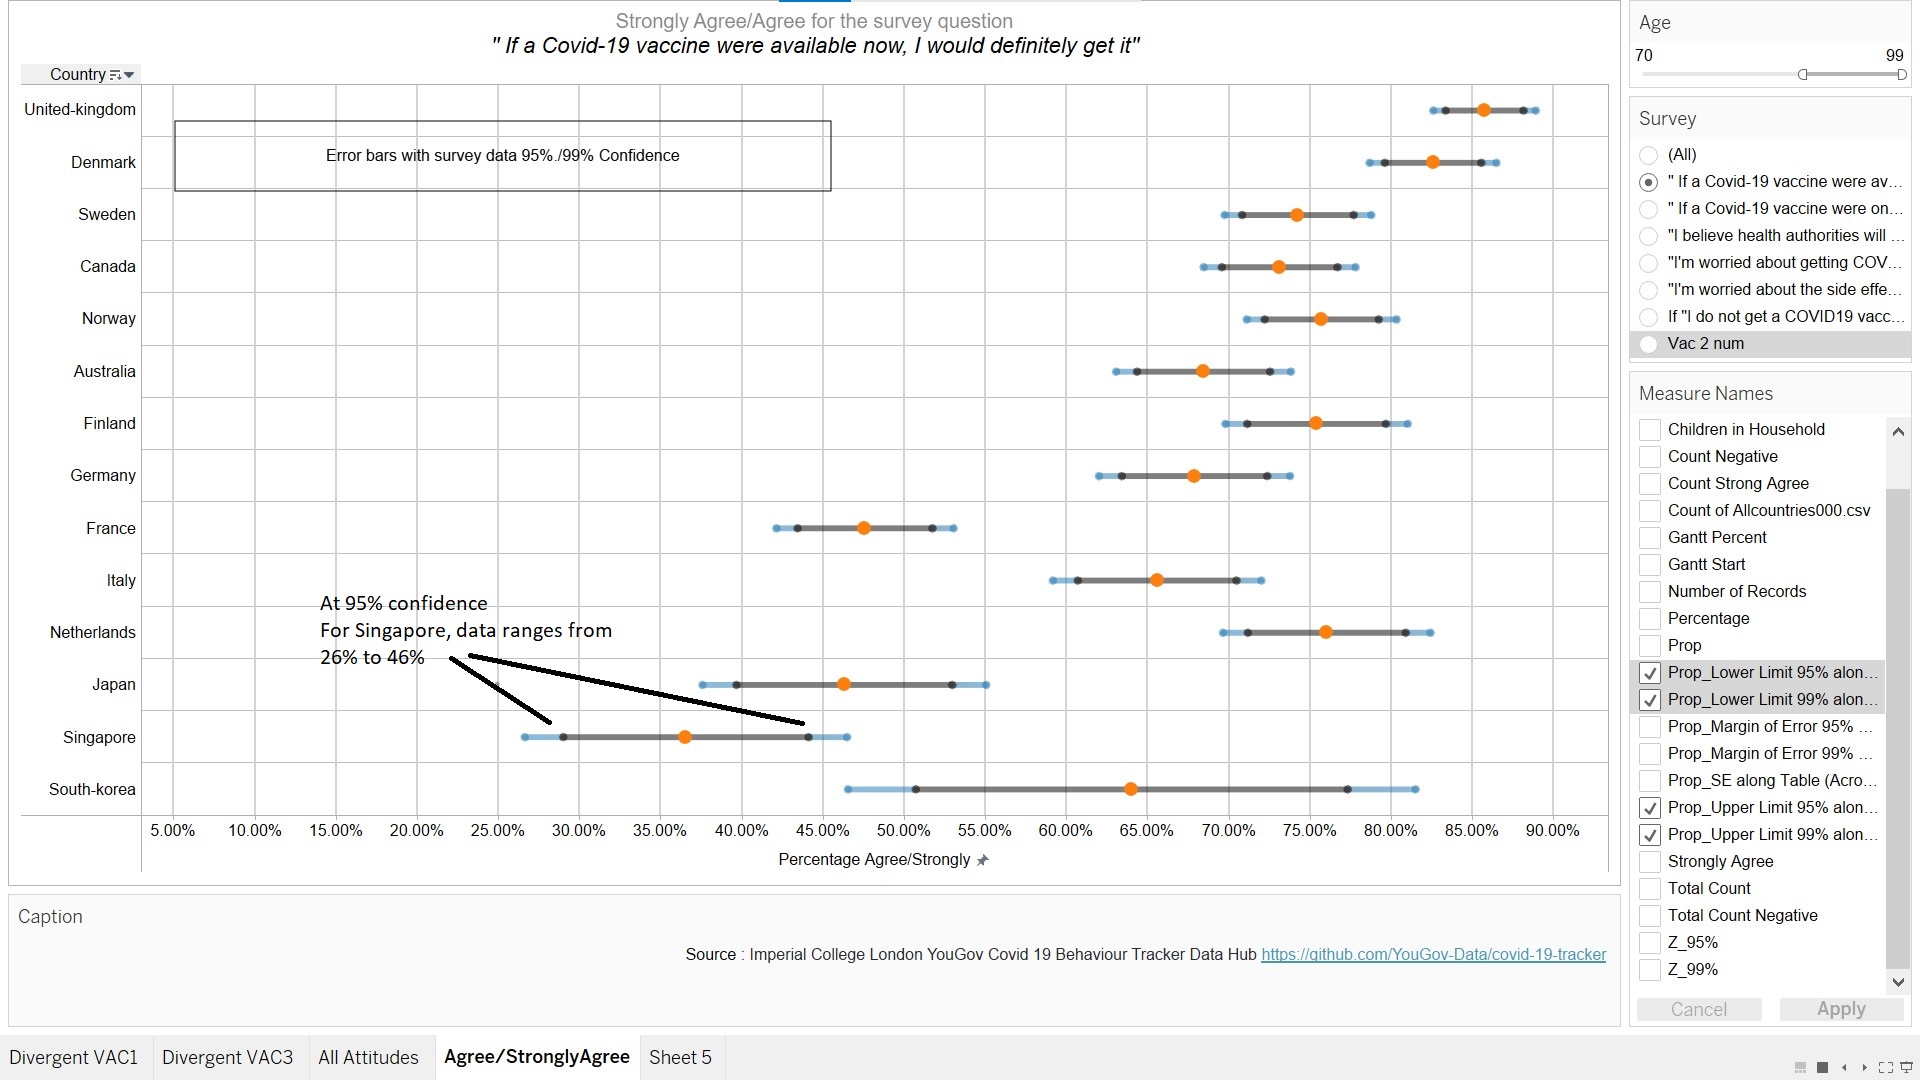 Strongly Agree/Agree for the survey question
" If a Covid-19 vaccine were available now, I would definitely get it"
Country
United-kingdom
Denmark
Sweden
Canada
Norway
Australia
Finland
Germany
France
Italy
Netherlands
Japan
Singapore
South-korea
Error bars with survey data 95%./99% Confidence
At 95% confidence
For Singapore, data ranges from
26% to 46%
5.00% 10.00% 15.00% 20.00% 25.00% 30.00% 35.00% 40.00% 45.00% 50.00% 55.00% 60.00% 65.00% 70.00% 75.00% 80.00% 85.00% 90.00%
Percentage Agree/Strongly
Caption
Source : Imperial College London YouGov Covid 19 Behaviour Tracker Data Hub https://github.com/YouGov-Data/covid-19-tracker
Age
70 99
Survey
(All)
" If a Covid-19 vaccine were av...
" If a Covid-19 vaccine were on...
"I believe health authorities will ...
"I'm worried about getting COV...
"I'm worried about the side effe...
If "I do not get a COVID19 vacc...
Vac 2 num
Measure Names
Children in Household
Count Negative
Count Strong Agree
Count of Allcountries000.csv
Gantt Percent
Gantt Start
Number of Records
Percentage
Prop
Prop_Lower Limit 95% alon...
Prop_Lower Limit 99% alon...
Prop_Margin of Error 95% ...
Prop_Margin of Error 99% ...
Prop_SE along Table (Acro...
Prop_Upper Limit 95% alon...
Prop_Upper Limit 99% alon...
Strongly Agree
Total Count
Total Count Negative
Z_95%
Z_99%
Cancel Apply
Divergent VAC1 Divergent VAC3 All Attitudes Agree/StronglyAgree Sheet 5